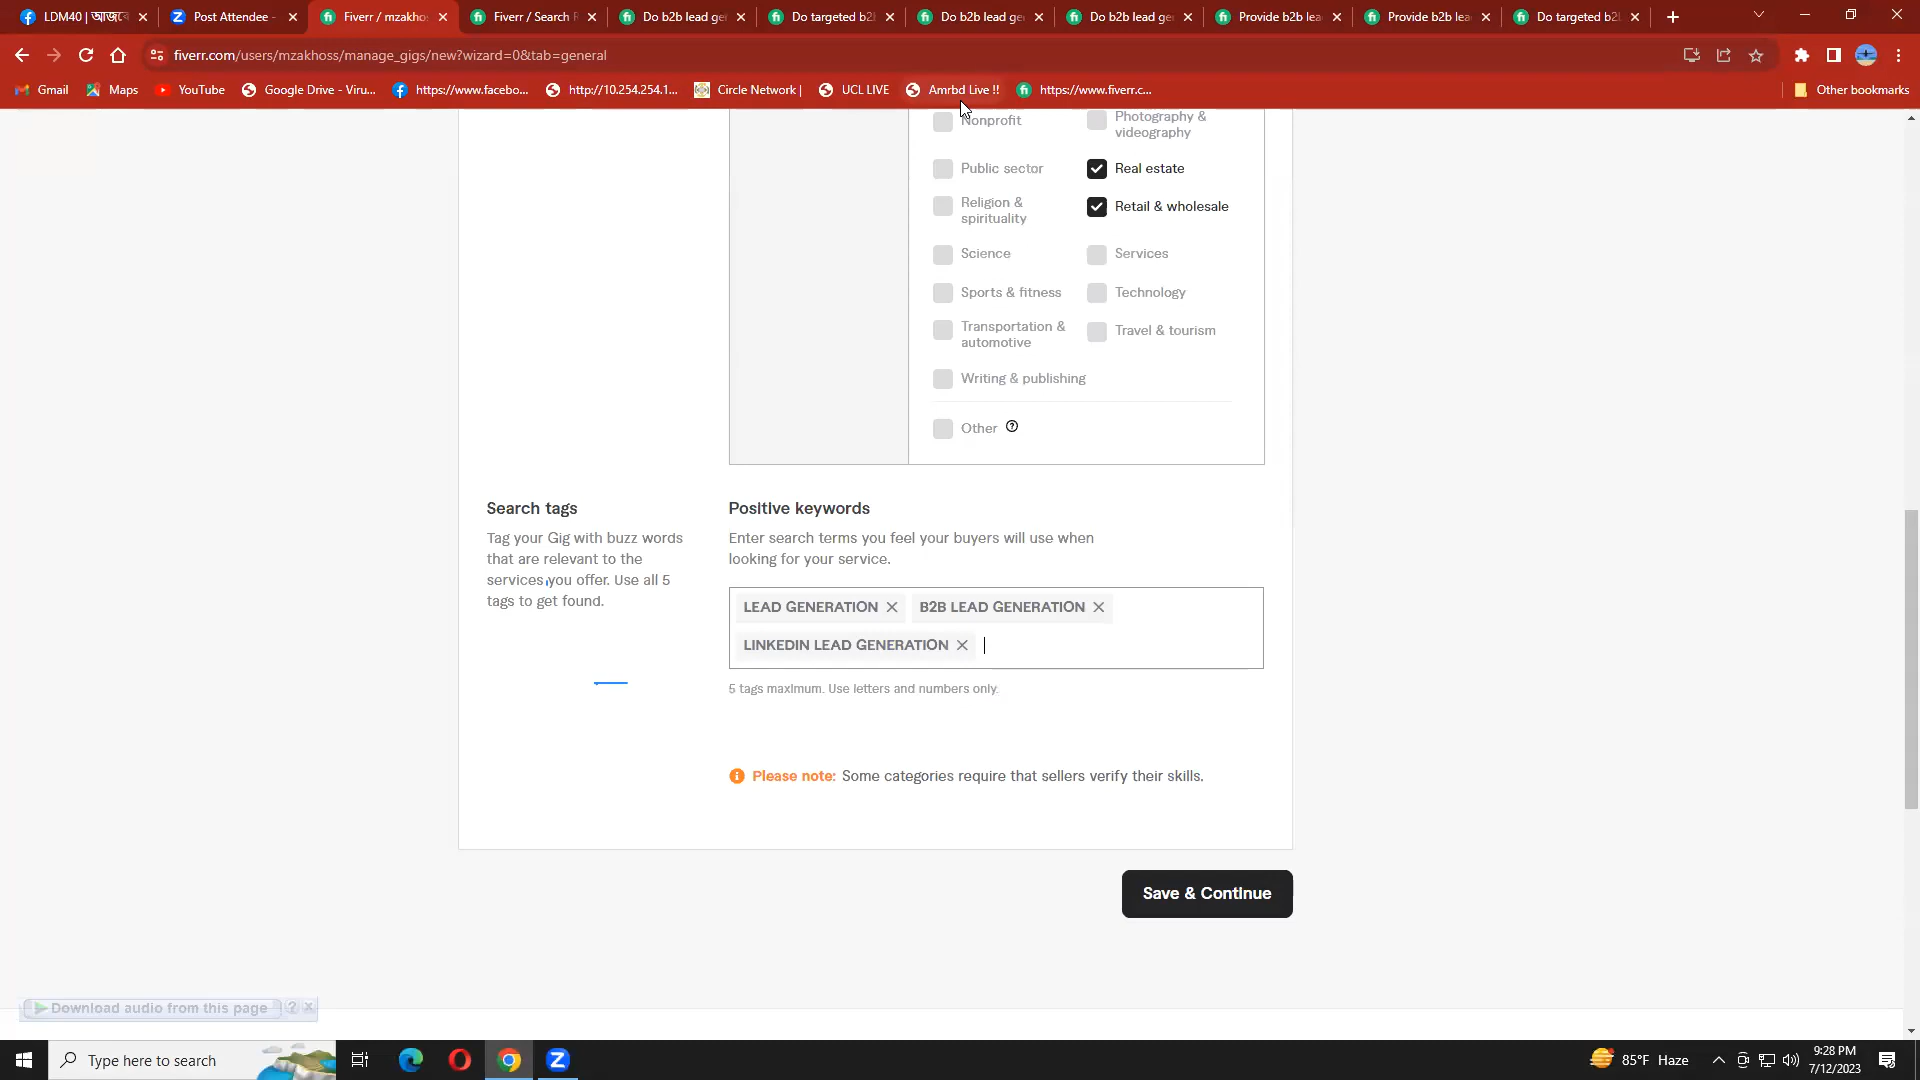 LDM40 | আজকে
Post Attendee -
Fiverr / mzakhos
Fiverr / Search R
Do b2b lead ge
Do targeted b2
Do b2b lead ge
Do b2b lead ge
Provide b2b lea
Provide b2b lea
Do targeted b2
fiverr.com/users/mzakhoss/manage_gigs/new?wizard=0&tab=general
Gmail
Maps
YouTube
Google Drive - Viru...
https://www.facebo...
http://10.254.254.1...
Circle Network |
UCL LIVE
Amrbd Live !!
https://www.fiverr.c...
Other bookmarks
Nonprofit
Photography &
videography
Public sector
Real estate
Religion &
spirituality
Retail & wholesale
Science
Services
Sports & fitness
Technology
Transportation &
automotive
Travel & tourism
Writing & publishing
Other
Search tags
Tag your Gig with buzz words
that are relevant to the
services you offer. Use all 5
tags to get found.
Positive keywords
Enter search terms you feel your buyers will use when
looking for your service.
LEAD GENERATION
B2B LEAD GENERATION
LINKEDIN LEAD GENERATION
5 tags maximum. Use letters and numbers only.
Please note: Some categories require that sellers verify their skills.
Save & Continue
Download audio from this page
Type here to search
85°F Haze
9:28 PM
7/12/2023